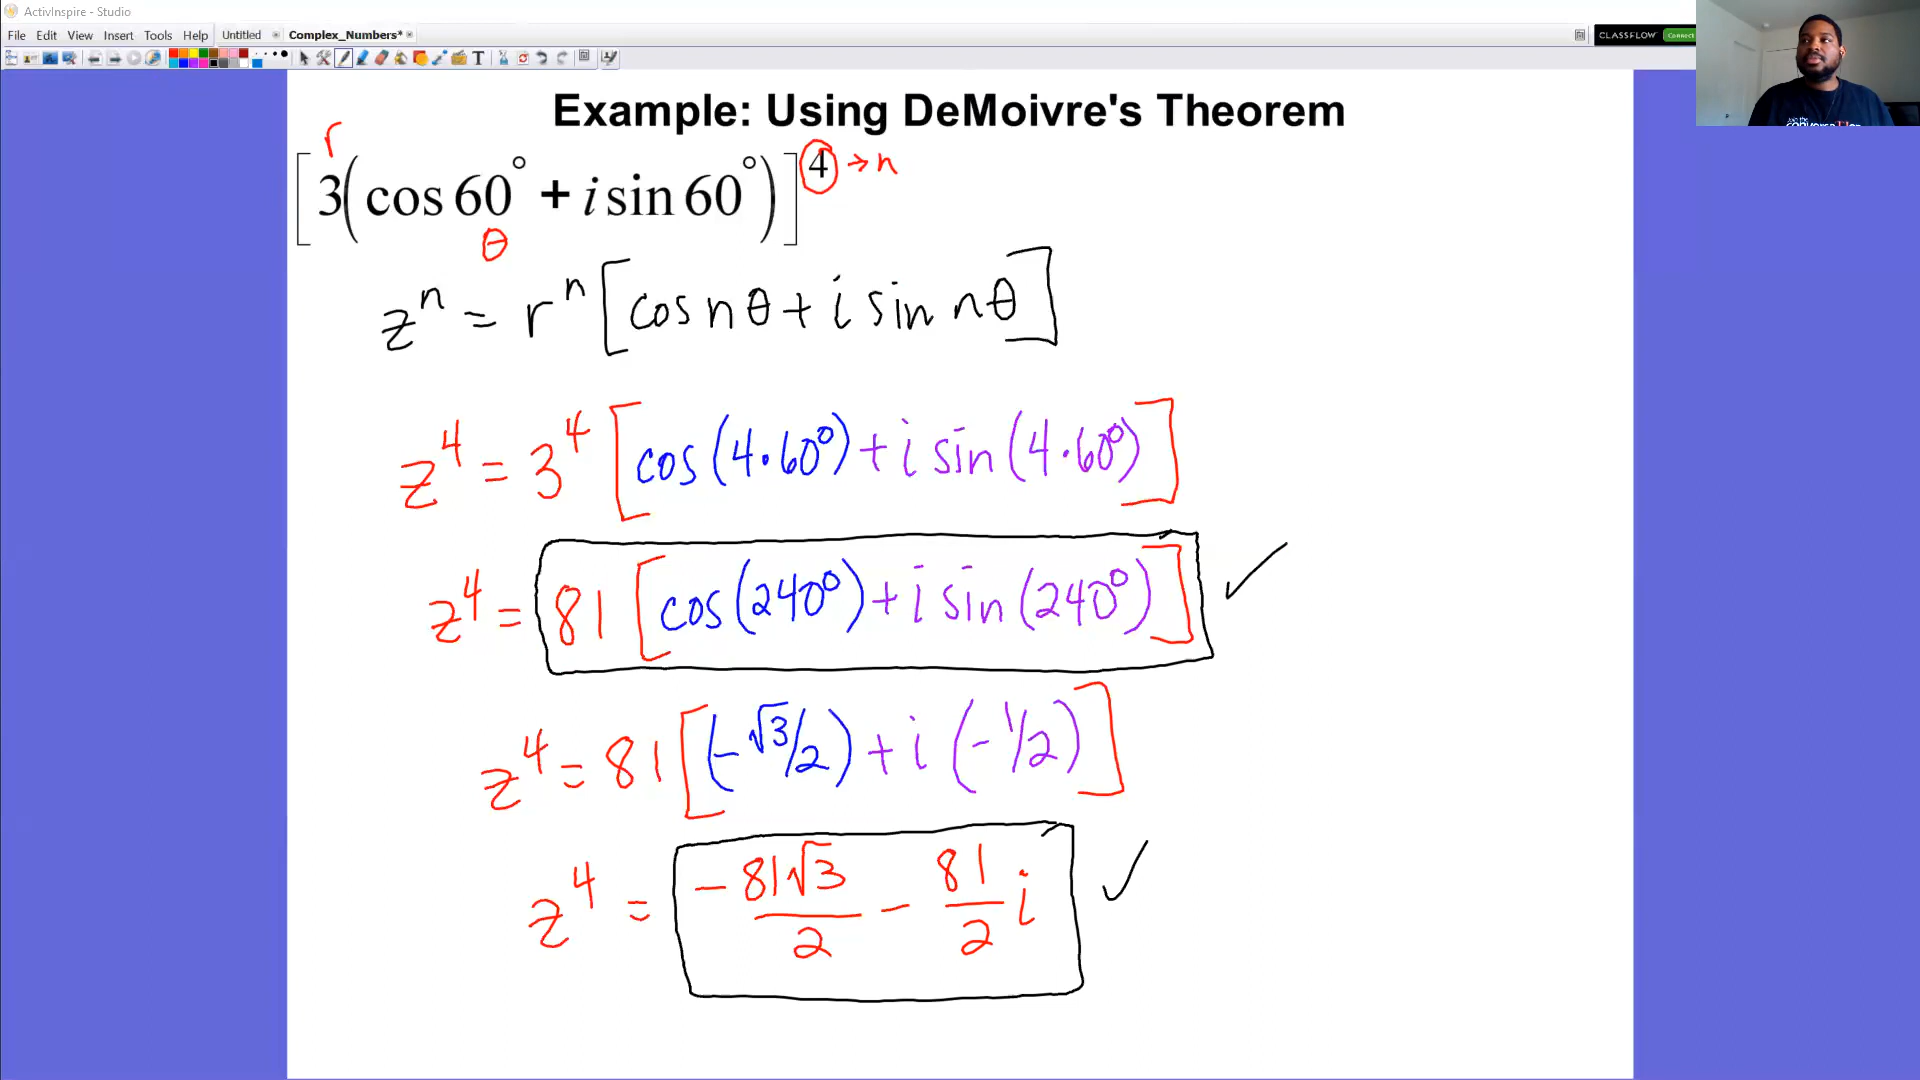 ActivInspire - Studio
File Edit View Insert Tools Help Untitled Complex_Numbers*
CLASSFLOW Connect
Example: Using DeMoivre's Theorem
r
[3(cos 60° + i sin 60°)]^4 → n
θ
z^n = r^n [cos nθ + i sin nθ]
z^4 = 3^4 [cos(4·60°) + i sin(4·60°)]
z^4 = 81 [cos(240°) + i sin(240°)] ✓
z^4 = 81 [(-√3/2) + i(-1/2)]
z^4 = -81√3/2 - 81/2 i ✓